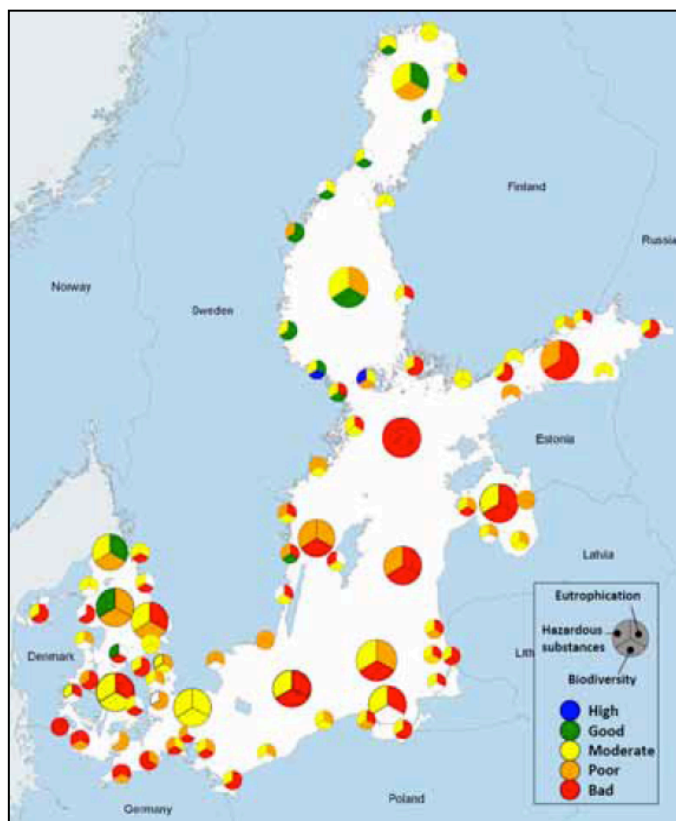 Finland
Russia
Norway
Sweden
Estonia
Latvia
Denmark
Lith
Germany
Poland
Eutrophication
Hazardous
substances
Biodiversity
High
Good
Moderate
Poor
Bad